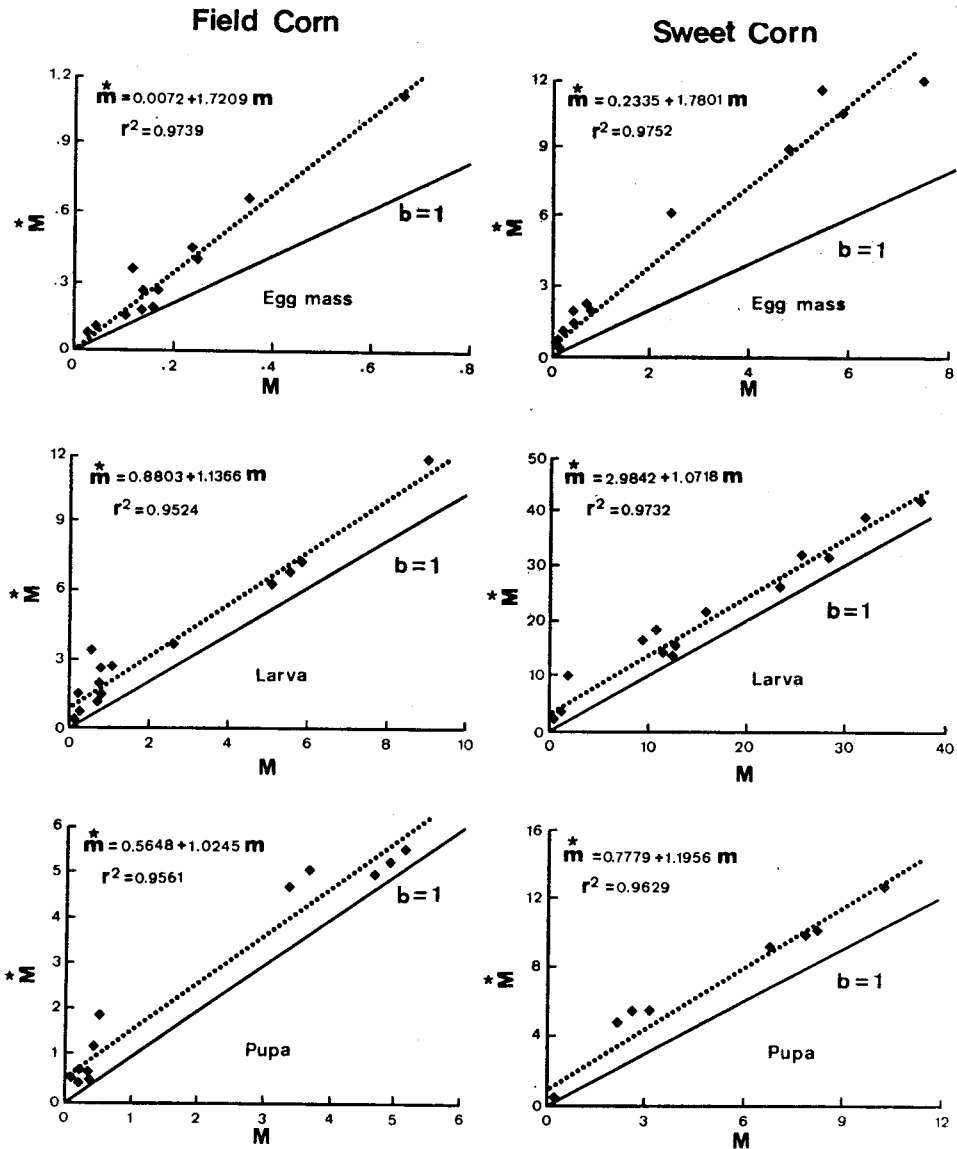 Field Corn
Sweet Corn
1.2
.9
.6
.3
0
*
M
m* = 0.0072 + 1.7209 m
r² = 0.9739
b = 1
Egg mass
0
.2
.4
.6
.8
M
12
9
6
3
0
*
M
m* = 0.2335 + 1.7801 m
r² = 0.9752
b = 1
Egg mass
0
2
4
6
8
M
12
9
6
3
0
*
M
m* = 0.8803 + 1.1366 m
r² = 0.9524
b = 1
Larva
0
2
4
6
8
10
M
50
40
30
20
10
0
*
M
m* = 2.9842 + 1.0718 m
r² = 0.9732
b = 1
Larva
0
10
20
30
40
M
6
5
4
3
2
1
0
*
M
m* = 0.5648 + 1.0245 m
r² = 0.9561
b = 1
Pupa
0
1
2
3
4
5
6
M
16
12
8
4
0
*
M
m* = 0.7779 + 1.1956 m
r² = 0.9629
b = 1
Pupa
0
3
6
9
12
M